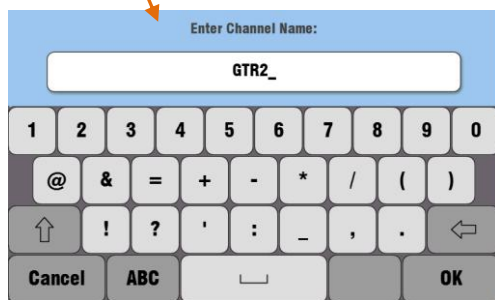 Enter Channel Name:
GTR2_
1 2 3 4 5 6 7 8 9 0
@ & = + - * / ( )
! ? ' : _ , .
Cancel ABC OK